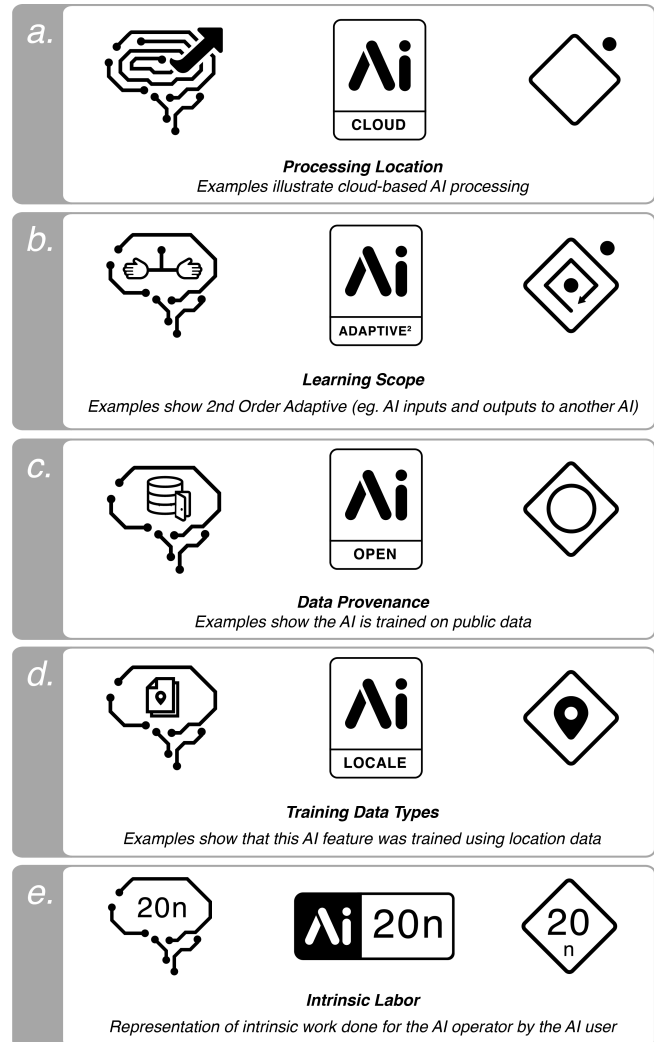 a.
Ai
CLOUD
Processing Location
Examples illustrate cloud-based AI processing
b.
Ai
ADAPTIVE²
Learning Scope
Examples show 2nd Order Adaptive (eg. AI inputs and outputs to another AI)
c.
Ai
OPEN
Data Provenance
Examples show the AI is trained on public data
d.
Ai
LOCALE
Training Data Types
Examples show that this AI feature was trained using location data
e.
20n
Ai 20n
20
n
Intrinsic Labor
Representation of intrinsic work done for the AI operator by the AI user